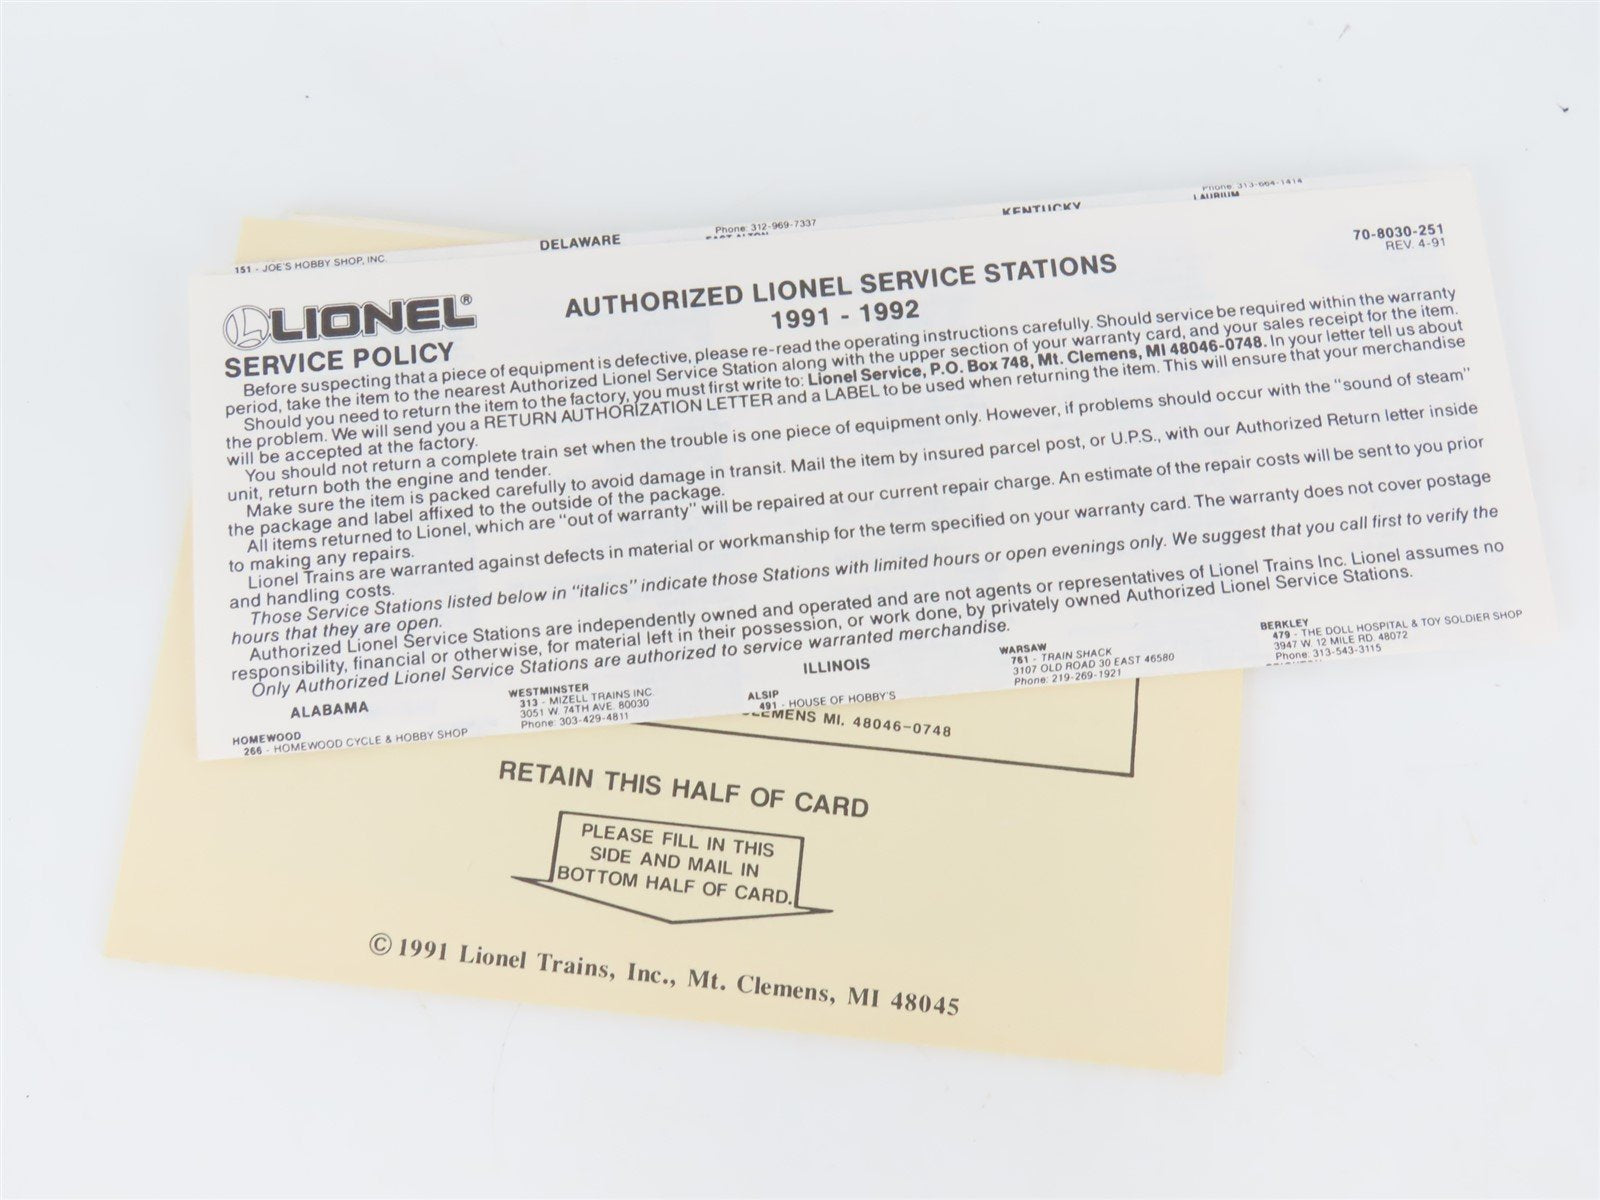 Phone: 313-664-1414
LAURIUM
KENTUCKY
Phone: 312-969-7337
EAST ALTON
DELAWARE
151 - JOE'S HOBBY SHOP, INC.
70-8030-251
REV. 4-91
LIONEL®
AUTHORIZED LIONEL SERVICE STATIONS
1991 - 1992
SERVICE POLICY
Before suspecting that a piece of equipment is defective, please re-read the operating instructions carefully. Should service be required within the warranty
period, take the item to the nearest Authorized Lionel Service Station along with the upper section of your warranty card, and your sales receipt for the item.
Should you need to return the item to the factory, you must first write to: Lionel Service, P.O. Box 748, Mt. Clemens, MI 48046-0748. In your letter tell us about
the problem. We will send you a RETURN AUTHORIZATION LETTER and a LABEL to be used when returning the item. This will ensure that your merchandise
will be accepted at the factory.
You should not return a complete train set when the trouble is one piece of equipment only. However, if problems should occur with the "sound of steam"
unit, return both the engine and tender.
Make sure the item is packed carefully to avoid damage in transit. Mail the item by insured parcel post, or U.P.S., with our Authorized Return letter inside
the package and label affixed to the outside of the package.
All items returned to Lionel, which are "out of warranty" will be repaired at our current repair charge. An estimate of the repair costs will be sent to you prior
to making any repairs.
Lionel Trains are warranted against defects in material or workmanship for the term specified on your warranty card. The warranty does not cover postage
and handling costs.
Those Service Stations listed below in "italics" indicate those Stations with limited hours or open evenings only. We suggest that you call first to verify the
hours that they are open.
Authorized Lionel Service Stations are independently owned and operated and are not agents or representatives of Lionel Trains Inc. Lionel assumes no
responsibility, financial or otherwise, for material left in their possession, or work done, by privately owned Authorized Lionel Service Stations.
Only Authorized Lionel Service Stations are authorized to service warranted merchandise.
ALABAMA
HOMEWOOD
266 - HOMEWOOD CYCLE & HOBBY SHOP
WESTMINSTER
313 - MIZELL TRAINS INC.
3051 W. 74TH AVE. 80030
Phone: 303-429-4811
ILLINOIS
ALSIP
491 - HOUSE OF HOBBY'S
WARSAW
761 - TRAIN SHACK
3107 OLD ROAD 30 EAST 46580
Phone: 219-269-1921
BERKLEY
479 - THE DOLL HOSPITAL & TOY SOLDIER SHOP
3947 W. 12 MILE RD. 48072
Phone: 313-543-3115
CLEMENS MI. 48046-0748
RETAIN THIS HALF OF CARD
PLEASE FILL IN THIS
SIDE AND MAIL IN
BOTTOM HALF OF CARD.
© 1991 Lionel Trains, Inc., Mt. Clemens, MI 48045